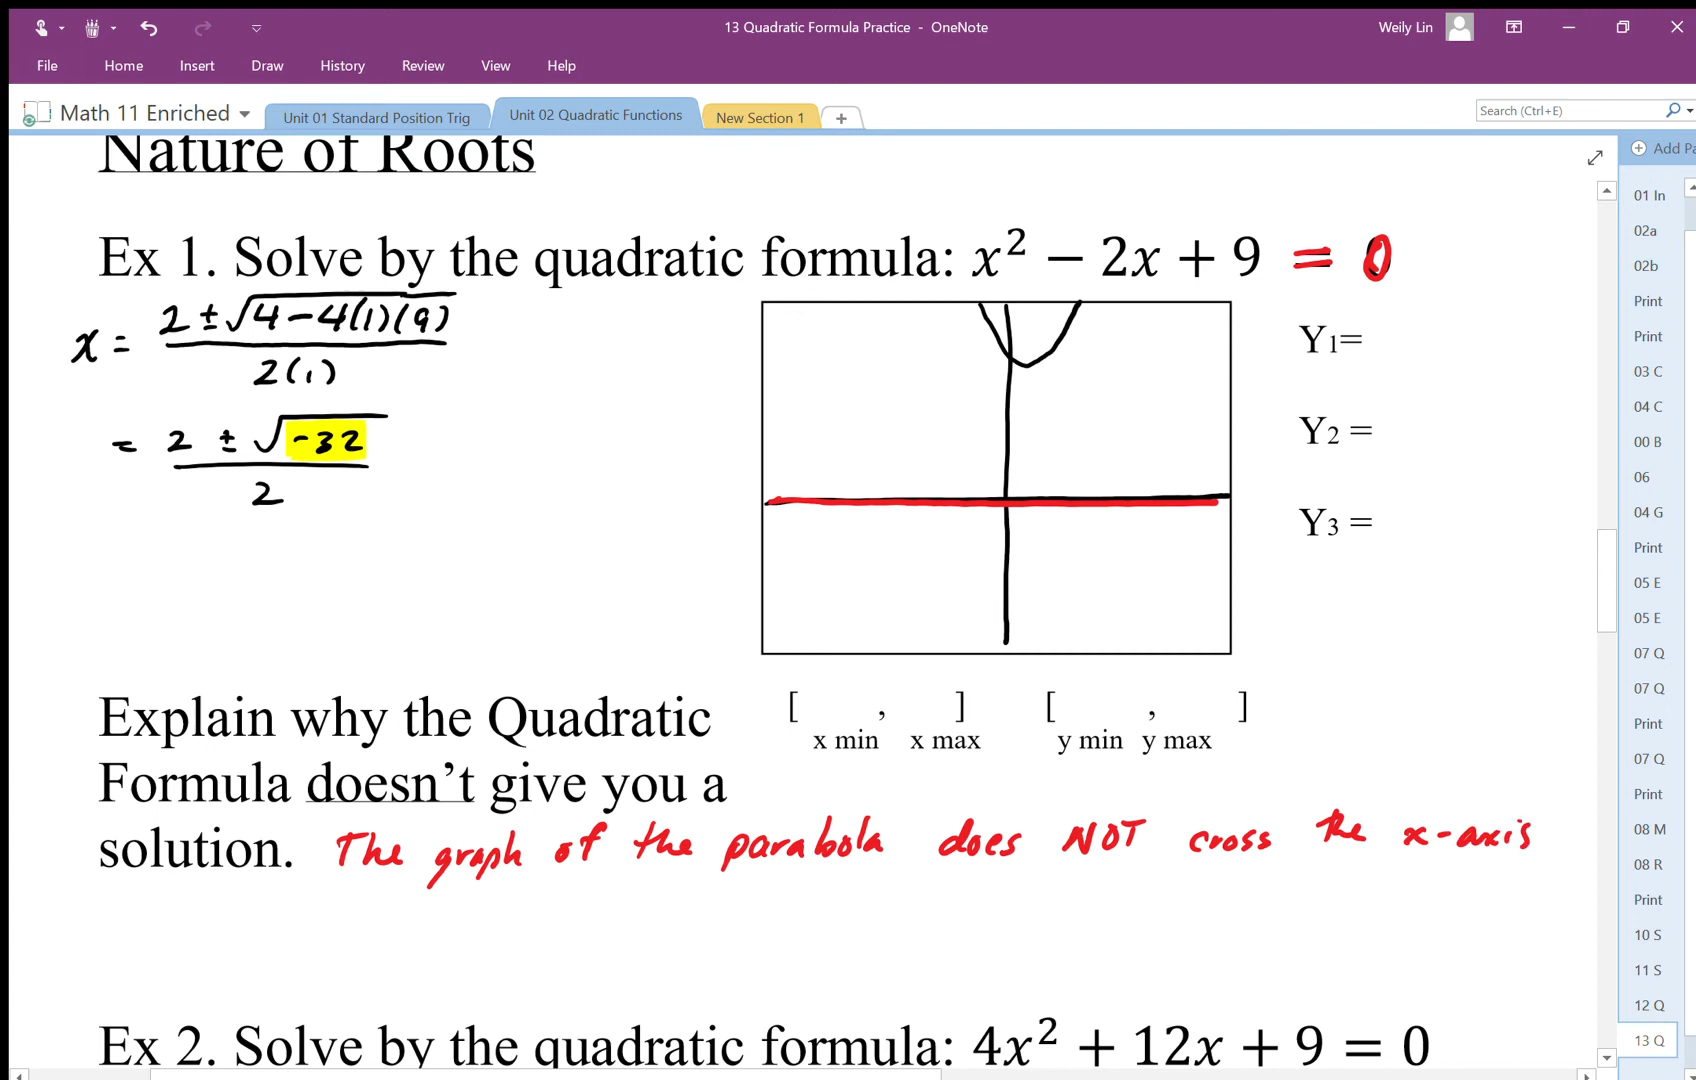 13 Quadratic Formula Practice - OneNote
Weily Lin
File Home Insert Draw History Review View Help
Math 11 Enriched
Unit 01 Standard Position Trig
Unit 02 Quadratic Functions
New Section 1
Search (Ctrl+E)
Nature of Roots
Ex 1. Solve by the quadratic formula: x² − 2x + 9 = 0
x = 2 ± √4 − 4(1)(9)
2(1)
= 2 ± √-32
2
Y1=
Y2 =
Y3 =
[ , ] [ , ]
x min x max y min y max
Explain why the Quadratic
Formula doesn't give you a
solution. The graph of the parabola does NOT cross the x-axis
Ex 2. Solve by the quadratic formula: 4x² + 12x + 9 = 0
Add Pa
01 In
02a
02b
Print
Print
03 C
04 C
00 B
06
04 G
Print
05 E
05 E
07 Q
07 Q
Print
07 Q
Print
08 M
08 R
Print
10 S
11 S
12 Q
13 Q